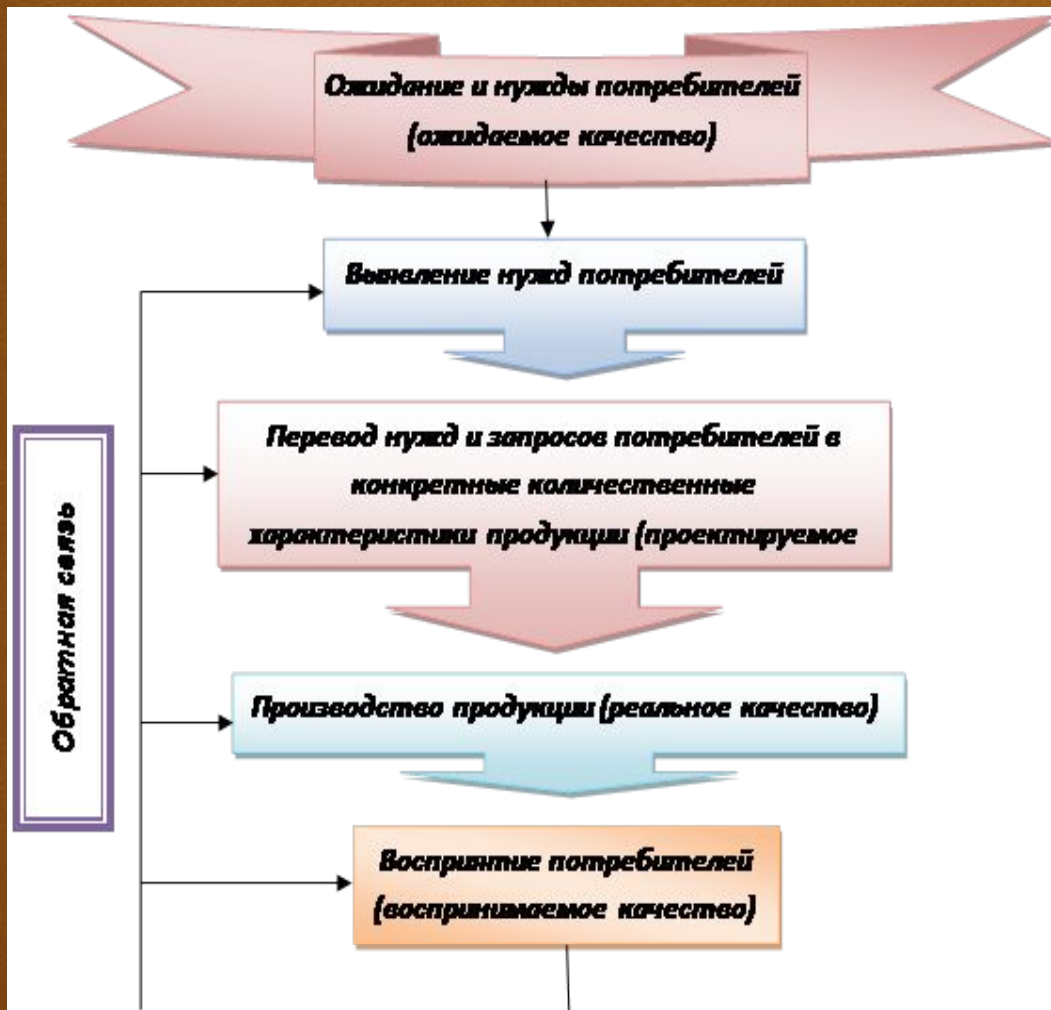 Ожидание и нужды потребителей
(ожидаемое качество)
Выявление нужд потребителей
Перевод нужд и запросов потребителей в
конкретные количественные
характеристики продукции (проектируемое
Обратная связь
Производство продукции (реальное качество)
Восприятие потребителей
(воспринимаемое качество)